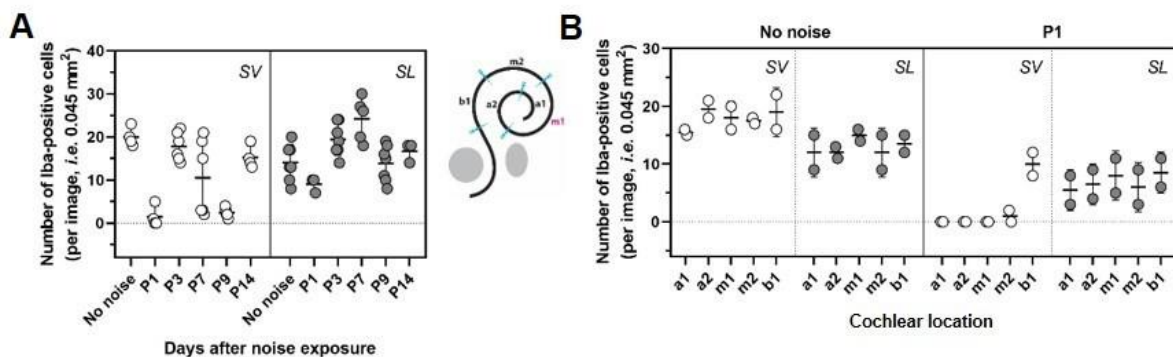 A
Number of Iba-positive cells
(per image, i.e. 0.045 mm²)
40
30
20
10
0
SV
SL
No noise
P1
P3
P7
P9
P14
No noise
P1
P3
P7
P9
P14
Days after noise exposure
m2
b1
a2
a1
m1
B
No noise
P1
Number of Iba-positive cells
(per image, i.e. 0.045 mm²)
30
20
10
0
SV
SL
SV
SL
a1
a2
m1
m2
b1
a1
a2
m1
m2
b1
a1
a2
m1
m2
b1
a1
a2
m1
m2
b1
Cochlear location